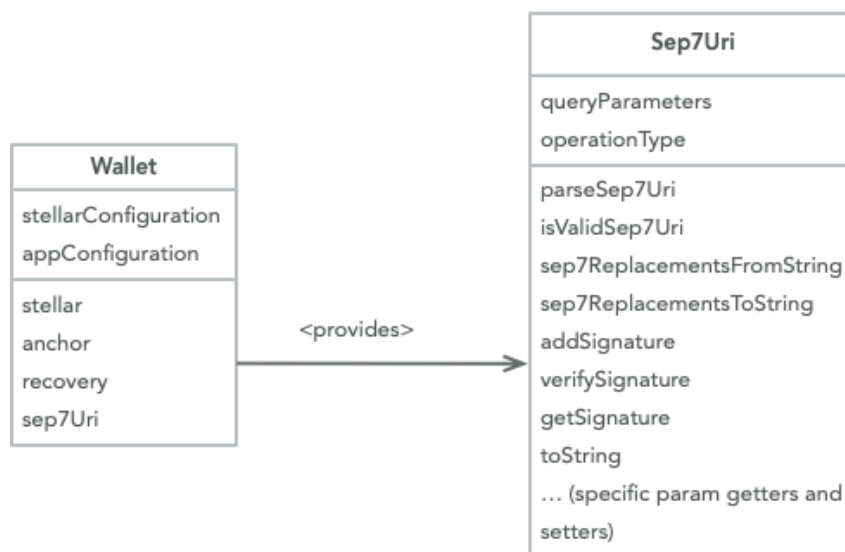 Wallet
stellarConfiguration
appConfiguration
stellar
anchor
recovery
sep7Uri
<provides>
Sep7Uri
queryParameters
operationType
parseSep7Uri
isValidSep7Uri
sep7ReplacementsFromString
sep7ReplacementsToString
addSignature
verifySignature
getSignature
toString
... (specific param getters and
setters)